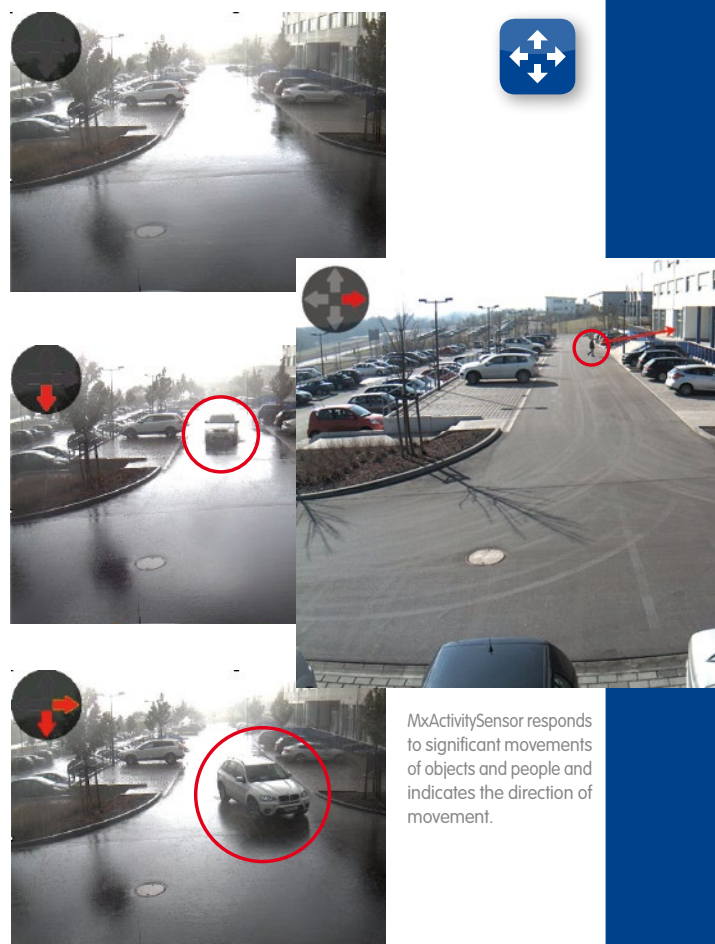 MxActivitySensor responds
to significant movements
of objects and people and
indicates the direction of
movement.